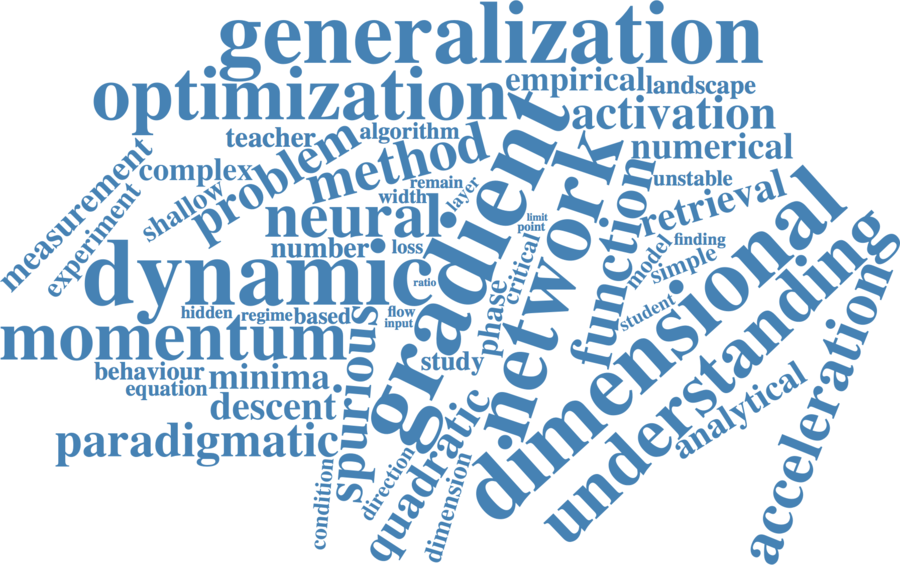 generalization
optimization
empirical
landscape
activation
teacher
algorithm
problem
method
numerical
measurement
complex
experiment
shallow
width
remain
layer
unstable
retrieval
neural
gradient
network
function
limit
point
number
loss
model
finding
simple
dynamic
ratio
critical
phase
dimensional
understanding
hidden
regime
based
flow
input
student
momentum
spurious
study
accelerationg
behaviour
equation
minima
descent
analytical
paradigmatic
quadratic
condition
direction
dimension